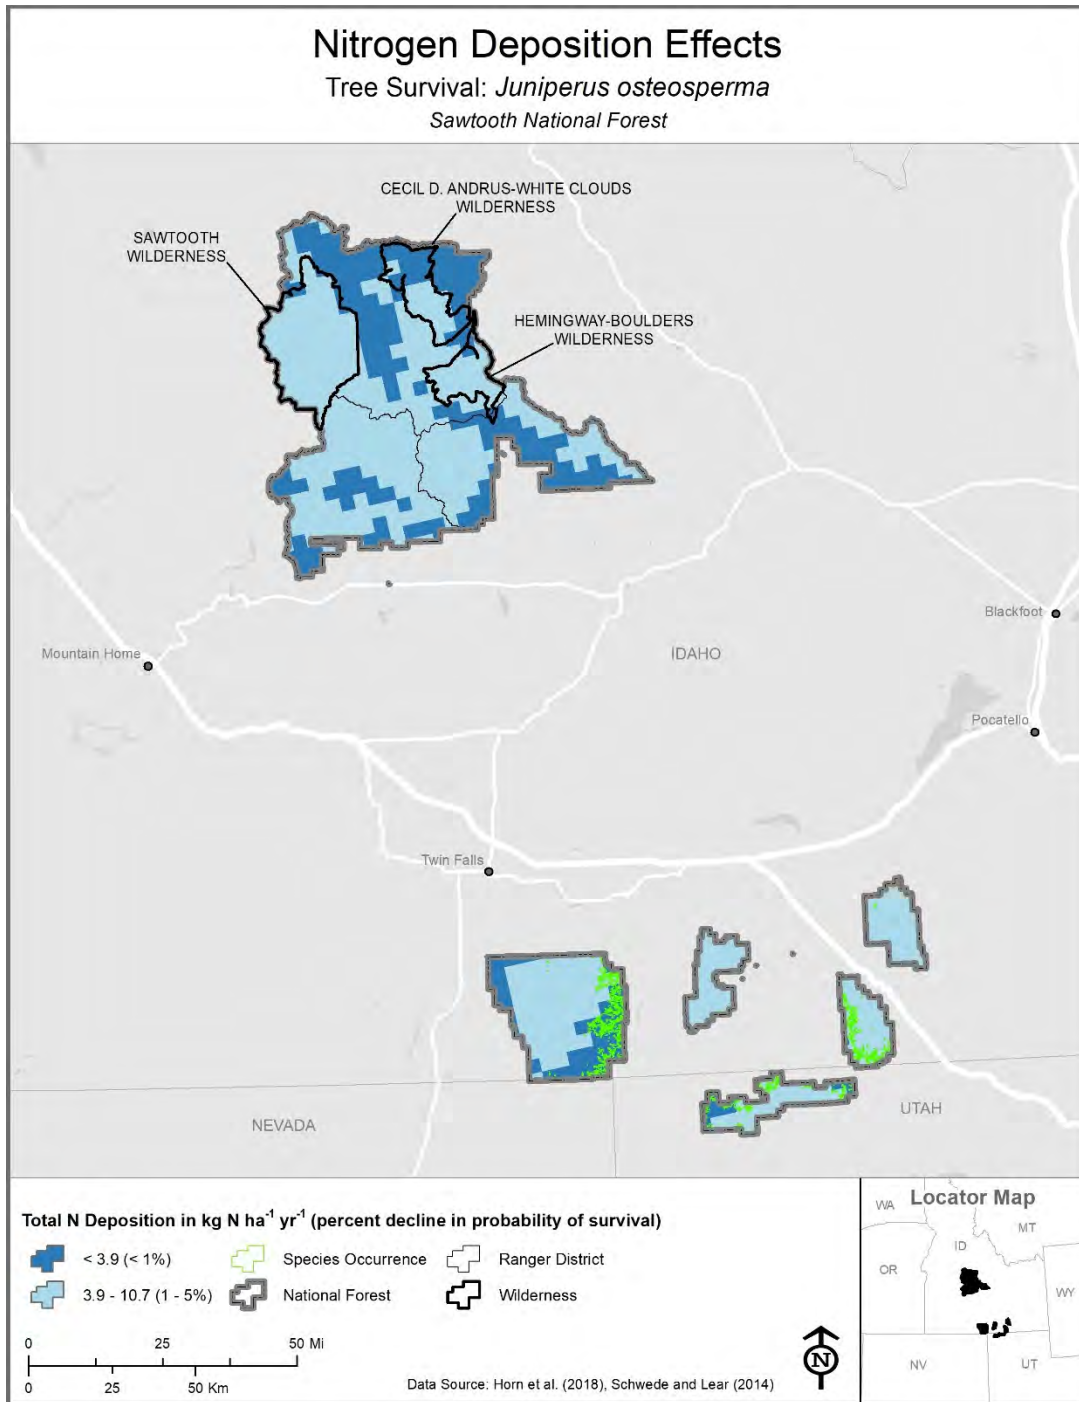 Nitrogen Deposition Effects
Tree Survival: Juniperus osteosperma
Sawtooth National Forest
CECIL D. ANDRUS-WHITE CLOUDS
WILDERNESS
SAWTOOTH
WILDERNESS
HEMINGWAY-BOULDERS
WILDERNESS
Blackfoot
Mountain Home
IDAHO
Pocatello
Twin Falls
NEVADA
UTAH
Total N Deposition in kg N ha⁻¹ yr⁻¹ (percent decline in probability of survival)
< 3.9 (< 1%)
Species Occurrence
Ranger District
3.9 - 10.7 (1 - 5%)
National Forest
Wilderness
0 25 50 Mi
0 25 50 Km
N
Data Source: Horn et al. (2018), Schwede and Lear (2014)
Locator Map
WA
MT
ID
OR
WY
NV
UT